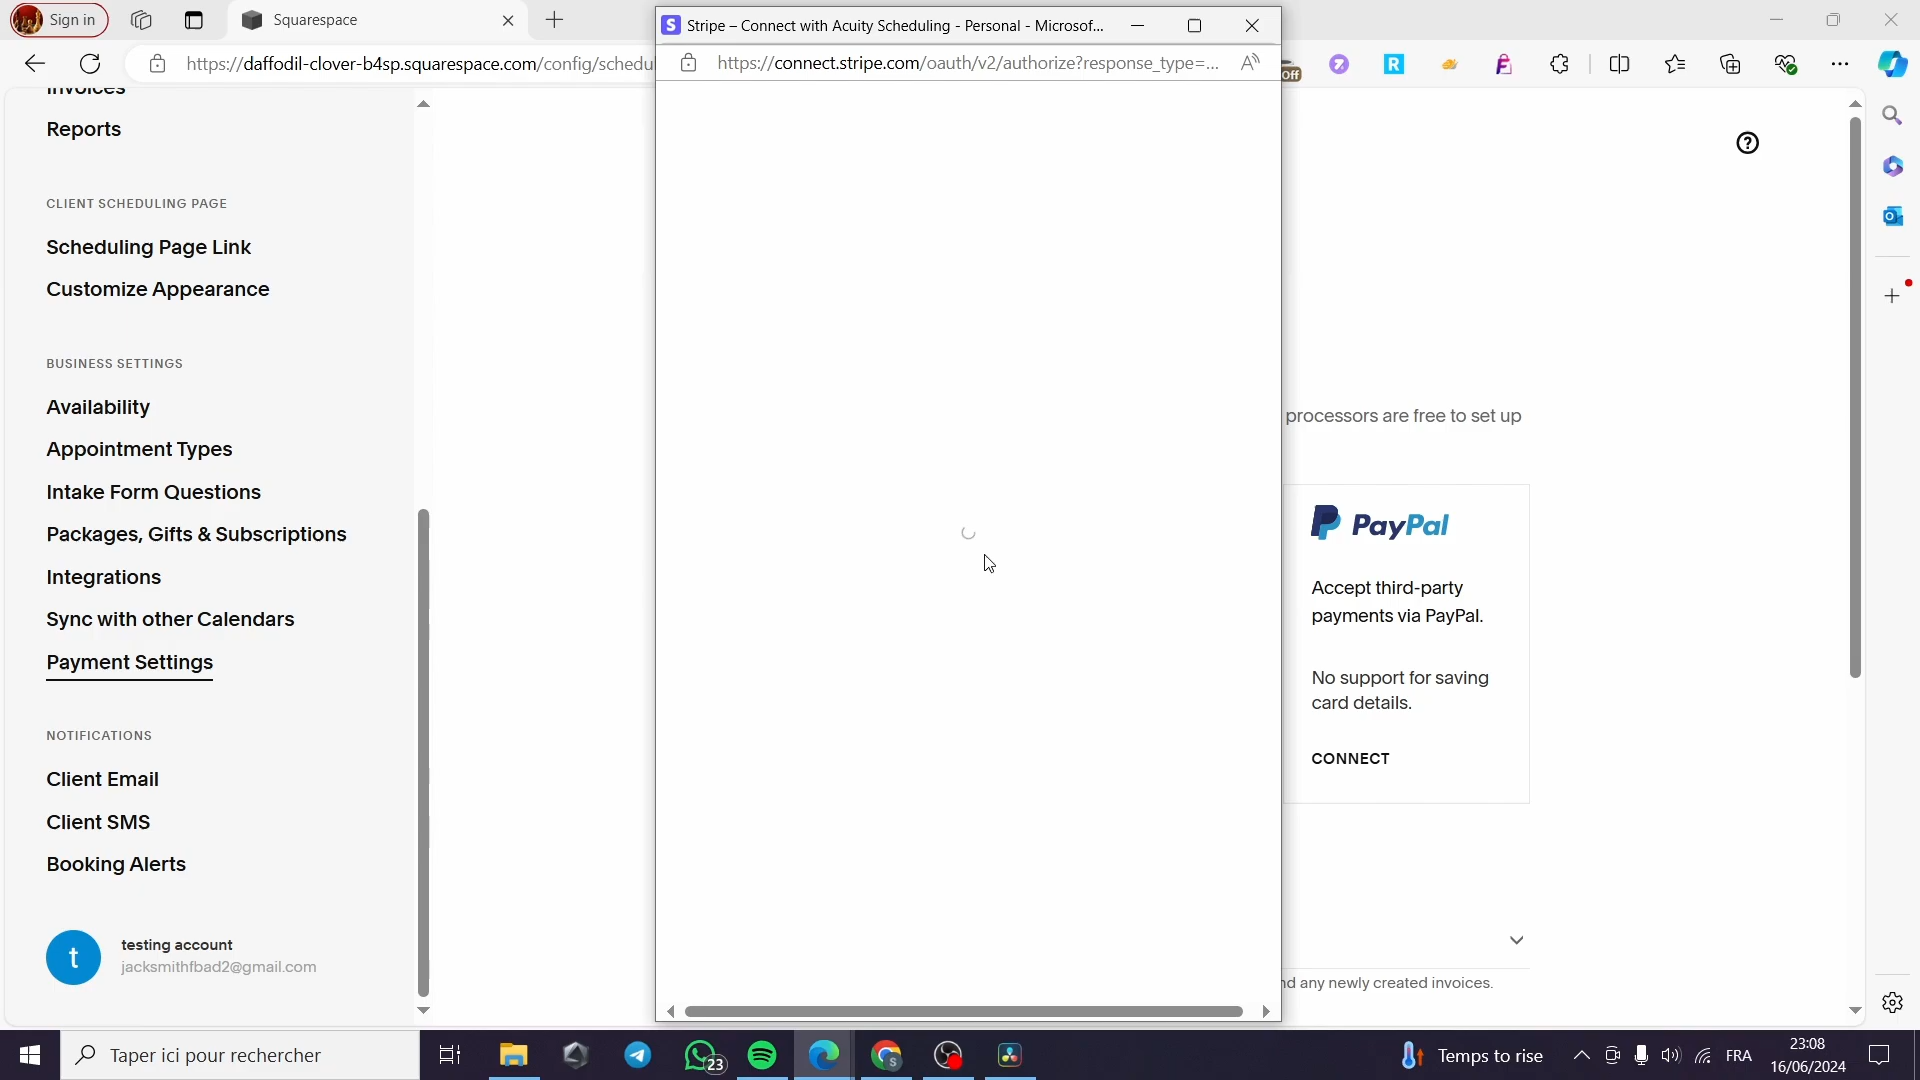 Sign in
Squarespace
Stripe – Connect with Acuity Scheduling - Personal - Microsof...
https://daffodil-clover-b4sp.squarespace.com/config/schedu
https://connect.stripe.com/oauth/v2/authorize?response_type=...
off
Invoices
Reports
CLIENT SCHEDULING PAGE
Scheduling Page Link
Customize Appearance
BUSINESS SETTINGS
Availability
Appointment Types
Intake Form Questions
Packages, Gifts & Subscriptions
Integrations
Sync with other Calendars
Payment Settings
NOTIFICATIONS
Client Email
Client SMS
Booking Alerts
t
testing account
jacksmithfbad2@gmail.com
processors are free to set up
PayPal
Accept third-party
payments via PayPal.
No support for saving
card details.
CONNECT
nd any newly created invoices.
Taper ici pour rechercher
23
Temps to rise
FRA
23:08
16/06/2024